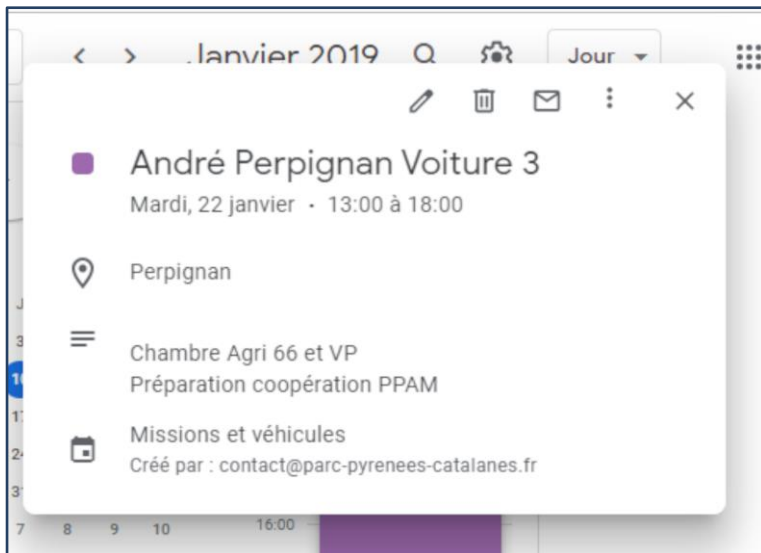 Janvier 2019
Jour
André Perpignan Voiture 3
Mardi, 22 janvier · 13:00 à 18:00
Perpignan
Chambre Agri 66 et VP
Préparation coopération PPAM
Missions et véhicules
Créé par : contact@parc-pyrenees-catalanes.fr
7 8 9 10
16:00